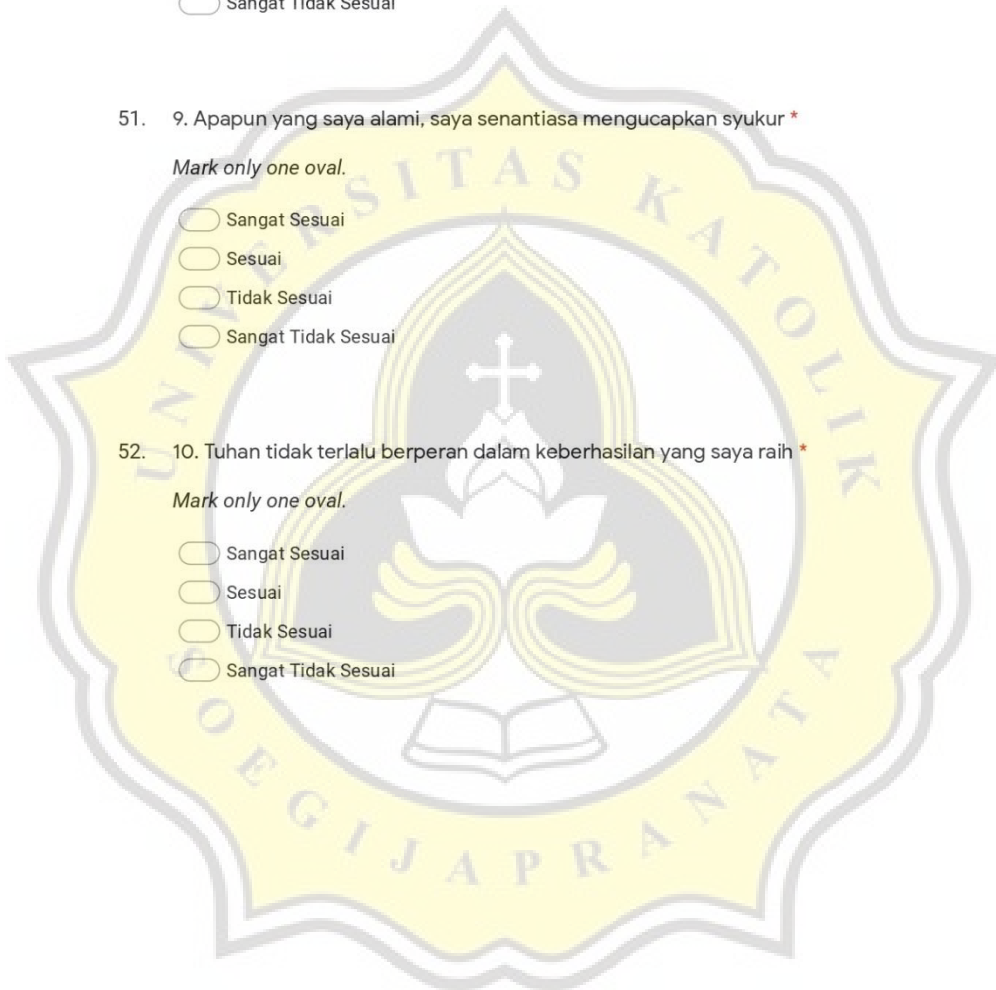 Sangat Tidak Sesuai
51. 9. Apapun yang saya alami, saya senantiasa mengucapkan syukur *
Mark only one oval.
Sangat Sesuai
Sesuai
Tidak Sesuai
Sangat Tidak Sesuai
52. 10. Tuhan tidak terlalu berperan dalam keberhasilan yang saya raih *
Mark only one oval.
Sangat Sesuai
Sesuai
Tidak Sesuai
Sangat Tidak Sesuai
UNIVERSITAS KATOLIK
SOEGIJAPRANATA